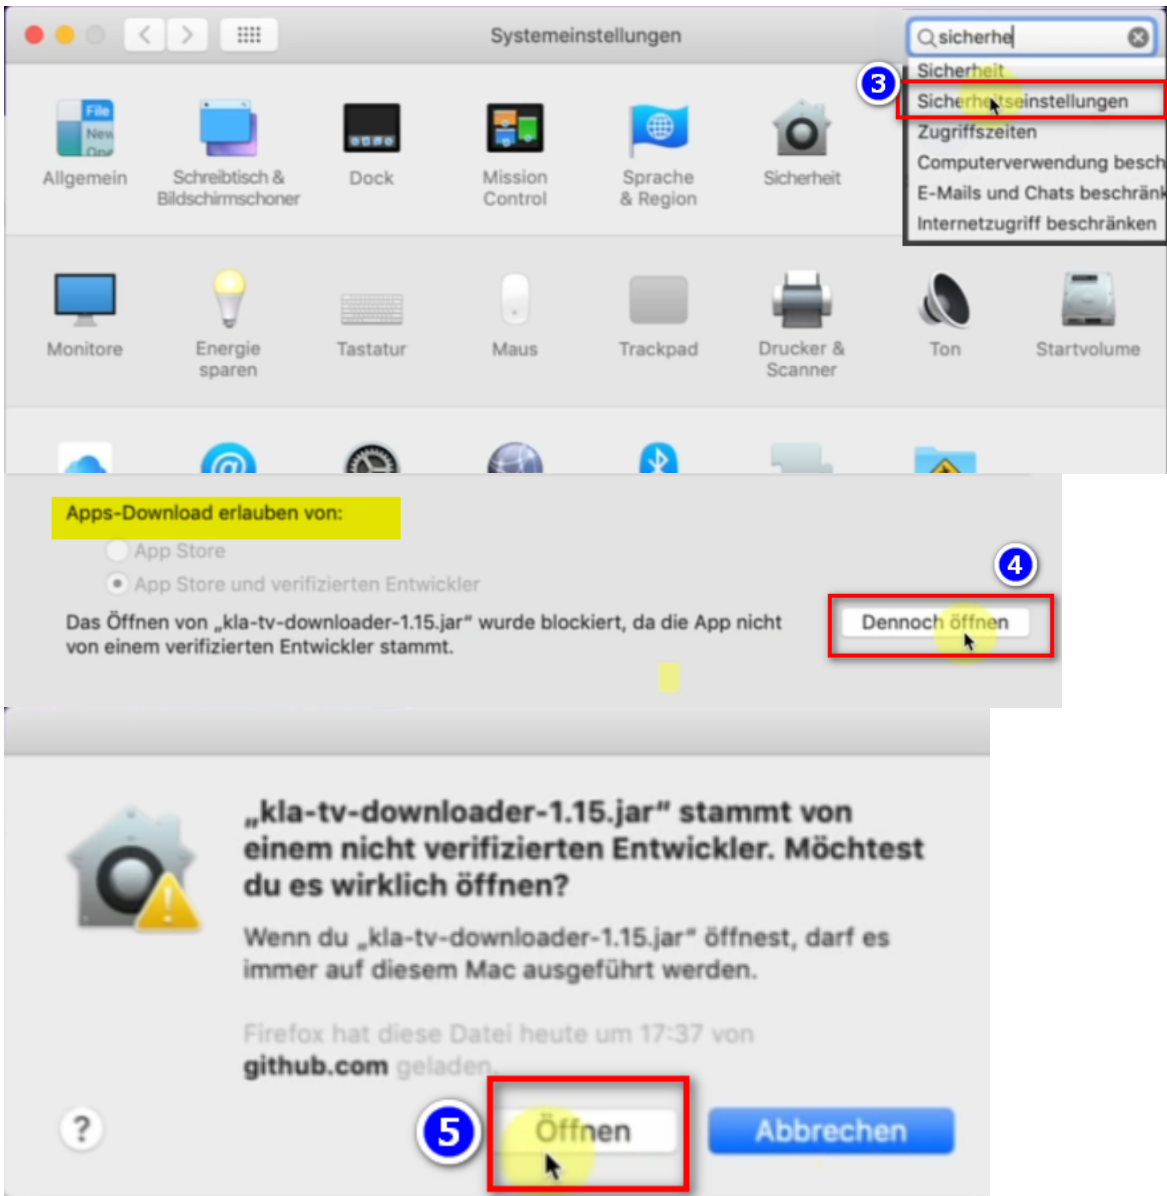 Systemeinstellungen
sicherhe
Sicherheit
3
Sicherheitseinstellungen
Zugriffszeiten
Computerverwendung besch
E-Mails und Chats beschränk
Internetzugriff beschränken
File
New
Ope
Allgemein
Schreibtisch &
Bildschirmschoner
Dock
Mission
Control
Sprache
& Region
Sicherheit
Monitore
Energie
sparen
Tastatur
Maus
Trackpad
Drucker &
Scanner
Ton
Startvolume
Apps-Download erlauben von:
App Store
App Store und verifizierten Entwickler
4
Das Öffnen von „kla-tv-downloader-1.15.jar“ wurde blockiert, da die App nicht
von einem verifizierten Entwickler stammt.
Dennoch öffnen
„kla-tv-downloader-1.15.jar“ stammt von
einem nicht verifizierten Entwickler. Möchtest
du es wirklich öffnen?
Wenn du „kla-tv-downloader-1.15.jar“ öffnest, darf es
immer auf diesem Mac ausgeführt werden.
Firefox hat diese Datei heute um 17:37 von
github.com geladen.
?
5
Öffnen
Abbrechen